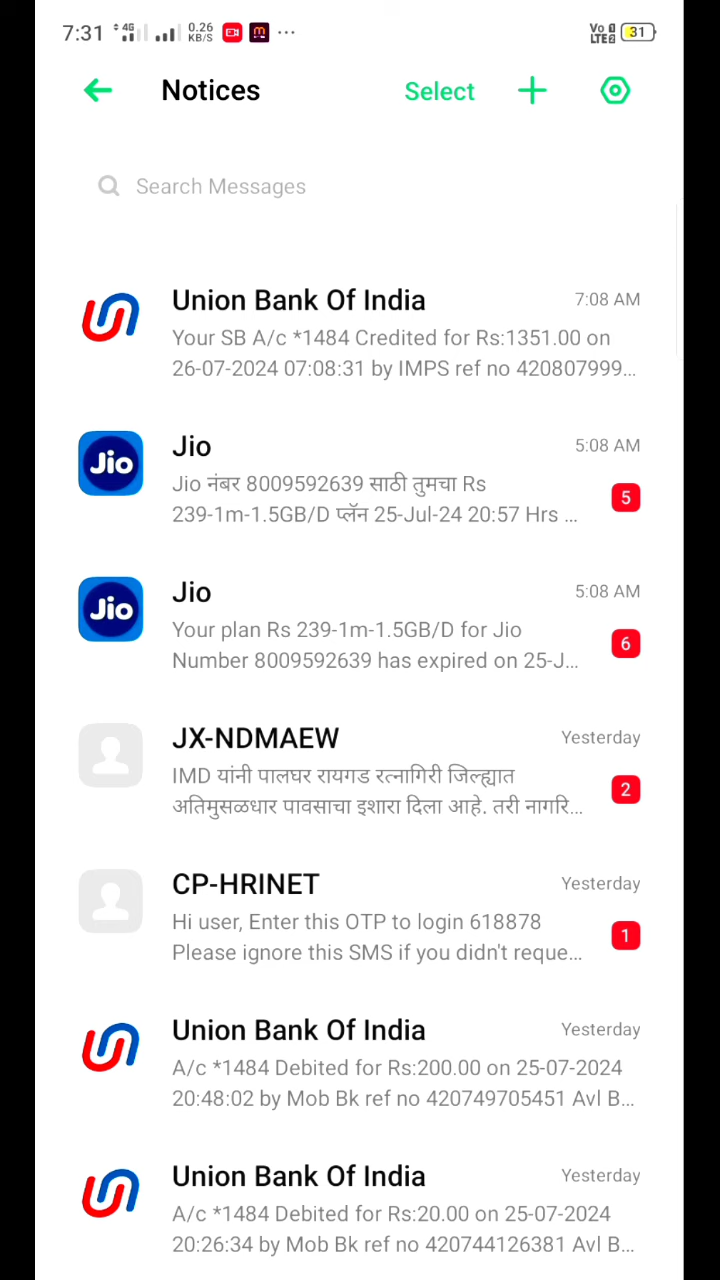 7:31 4G 0.26 KB/S ... Vo LTE 31
Notices Select
Search Messages
Union Bank Of India 7:08 AM
Your SB A/c *1484 Credited for Rs:1351.00 on
26-07-2024 07:08:31 by IMPS ref no 420807999...
Jio Jio 5:08 AM
Jio नंबर 8009592639 साठी तुमचा Rs
239-1m-1.5GB/D प्लॅन 25-Jul-24 20:57 Hrs ... 5
Jio Jio 5:08 AM
Your plan Rs 239-1m-1.5GB/D for Jio
Number 8009592639 has expired on 25-J... 6
JX-NDMAEW Yesterday
IMD यांनी पालघर रायगड रत्नागिरी जिल्ह्यात
अतिमुसळधार पावसाचा इशारा दिला आहे. तरी नागरि... 2
CP-HRINET Yesterday
Hi user, Enter this OTP to login 618878
Please ignore this SMS if you didn't reque... 1
Union Bank Of India Yesterday
A/c *1484 Debited for Rs:200.00 on 25-07-2024
20:48:02 by Mob Bk ref no 420749705451 Avl B...
Union Bank Of India Yesterday
A/c *1484 Debited for Rs:20.00 on 25-07-2024
20:26:34 by Mob Bk ref no 420744126381 Avl B...